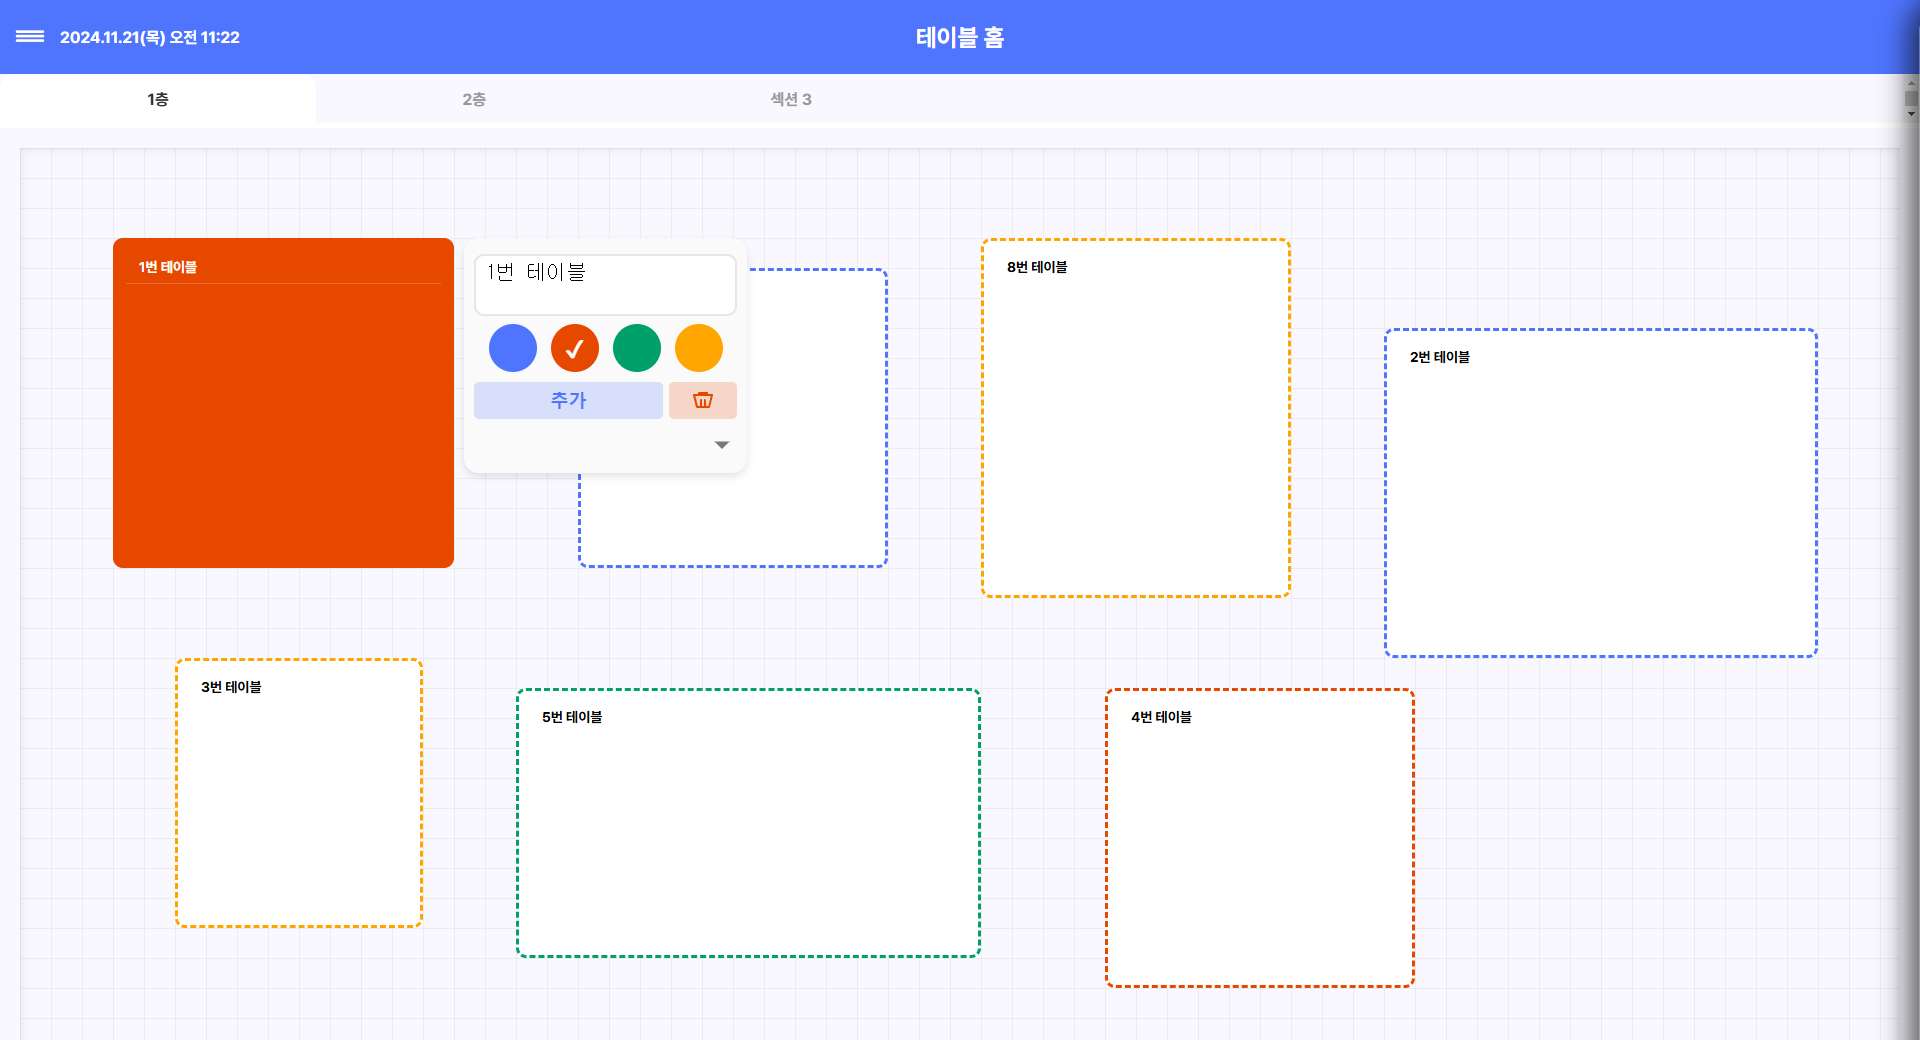 2024.11.21(목) 오전 11:22
테이블 홈
1층
2층
섹션 3
1번 테이블
1번 테이블
추가
8번 테이블
2번 테이블
3번 테이블
5번 테이블
4번 테이블